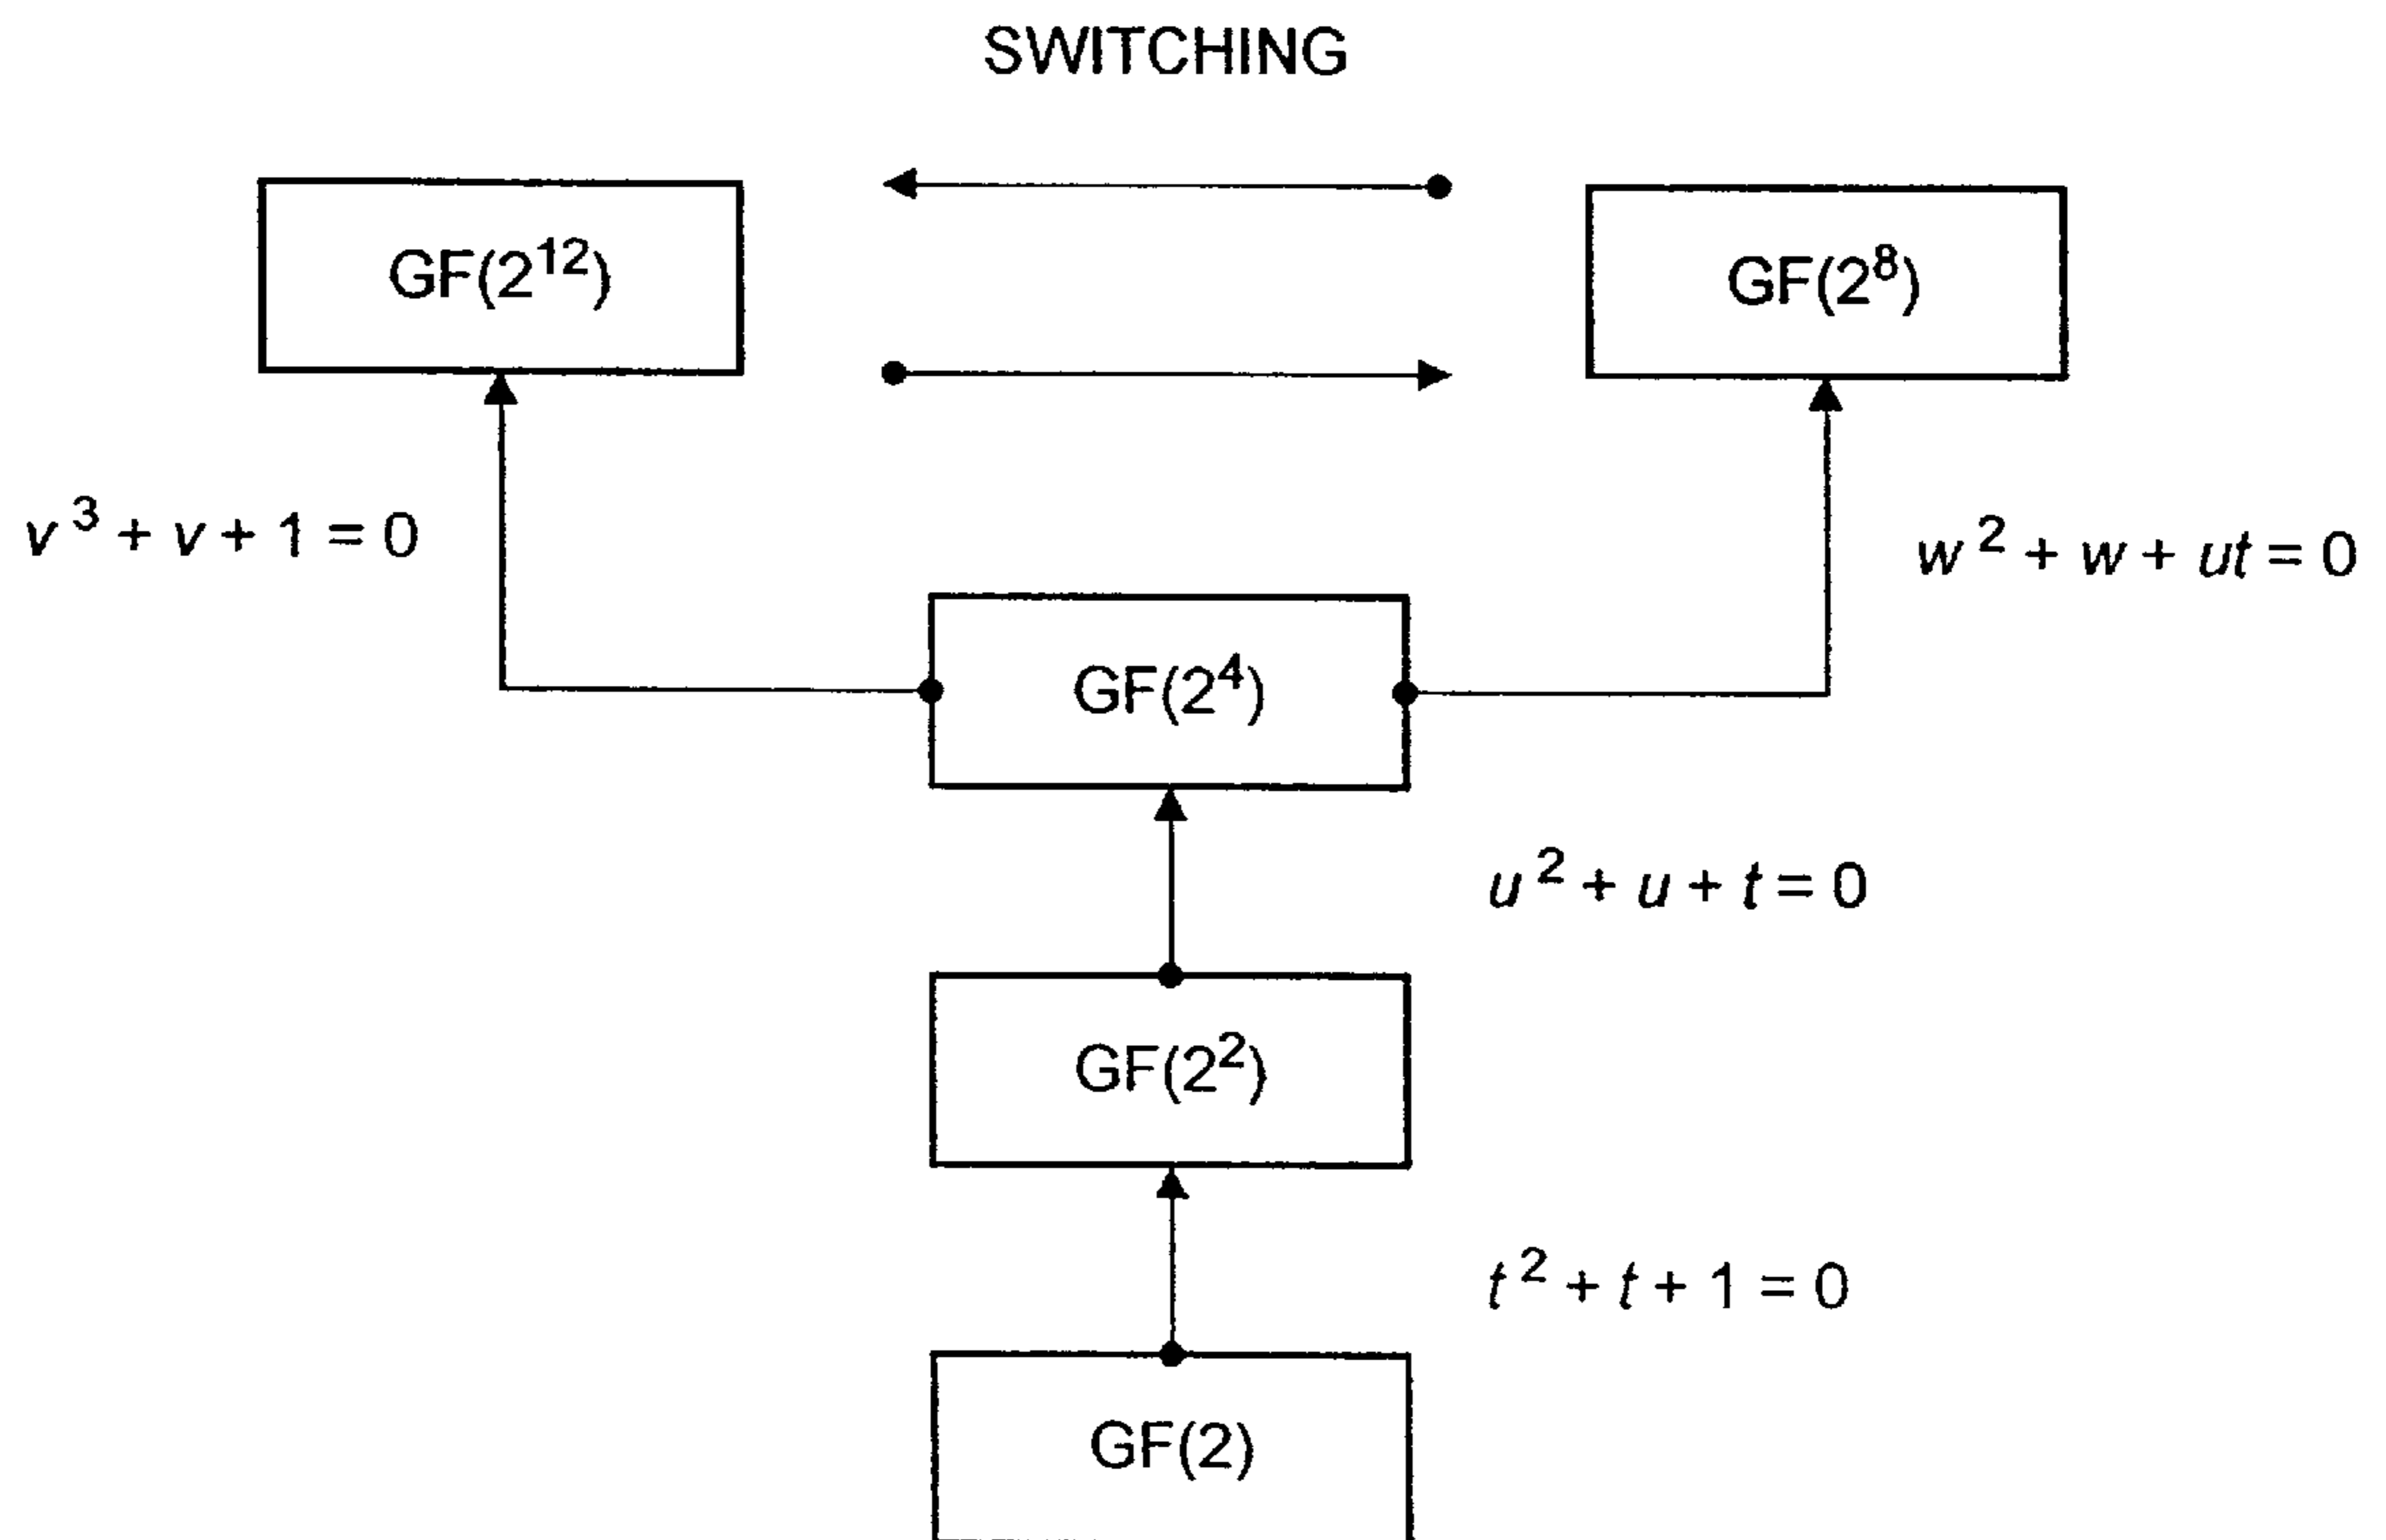 SWITCHING
GF(2¹²)
GF(2⁸)
v³ + v + 1 = 0
w² + w + ut = 0
GF(2⁴)
u² + u + t = 0
GF(2²)
t² + t + 1 = 0
GF(2)